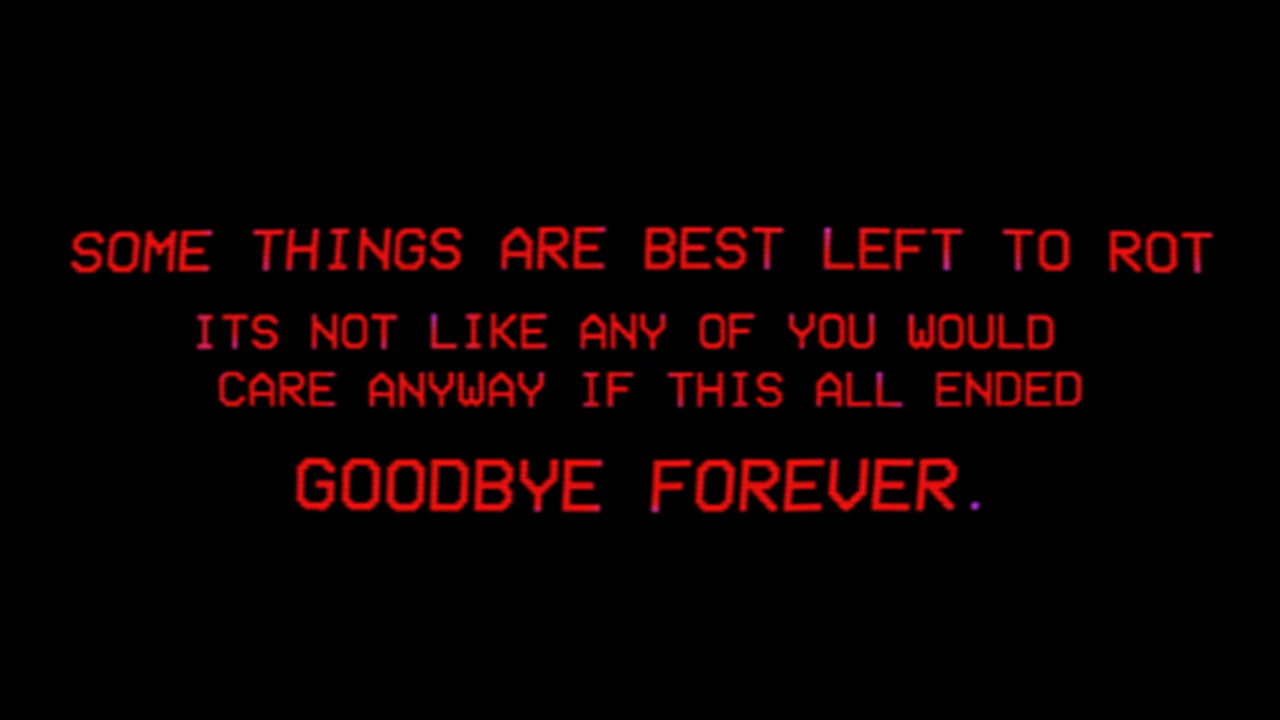 SOME THINGS ARE BEST LEFT TO ROT
ITS NOT LIKE ANY OF YOU WOULD
CARE ANYWAY IF THIS ALL ENDED
GOODBYE FOREVER.